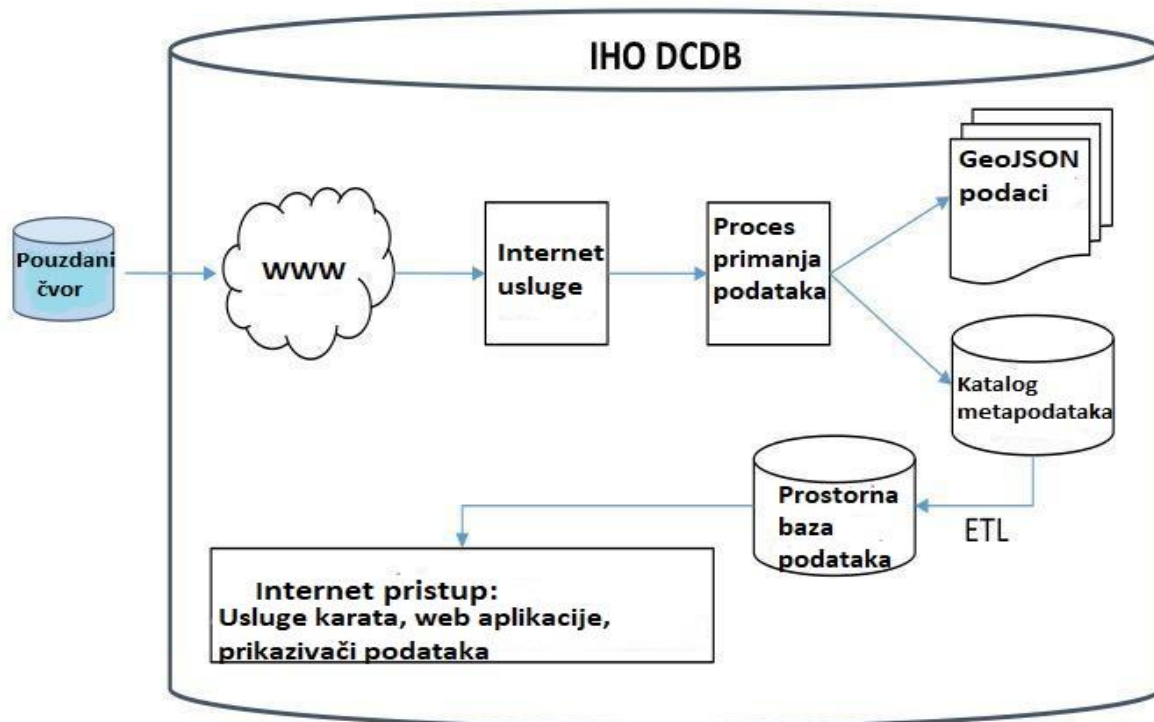 IHO DCDB
Pouzdani
čvor
WWW
Internet
usluge
Proces
primanja
podataka
GeoJSON
podaci
Katalog
metapodataka
ETL
Prostorna
baza
podataka
Internet pristup:
Usluge karata, web aplikacije,
prikazivači podataka